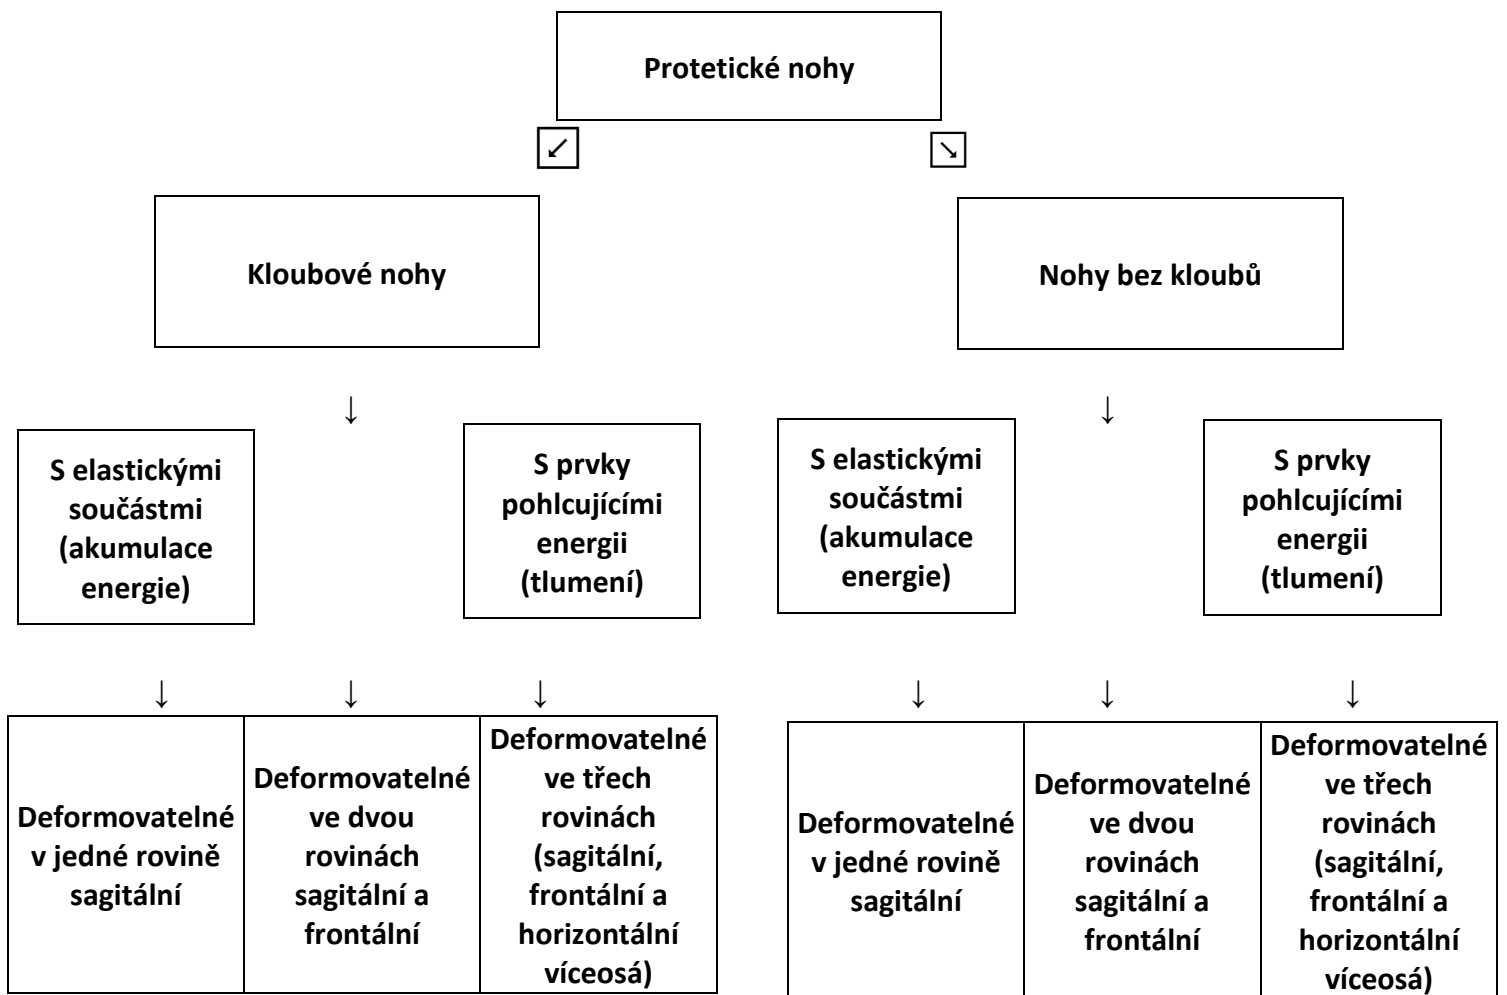 Protetické nohy
↙
↘
Kloubové nohy
Nohy bez kloubů
↓
↓
S elastickými
součástmi
(akumulace
energie)
S prvky
pohlcujícími
energii
(tlumení)
S elastickými
součástmi
(akumulace
energie)
S prvky
pohlcujícími
energii
(tlumení)
↓
↓
↓
↓
↓
↓
Deformovatelné
v jedné rovině
sagitální
Deformovatelné
ve dvou
rovinách
sagitální a
frontální
Deformovatelné
ve třech
rovinách
(sagitální,
frontální a
horizontální
víceosá)
Deformovatelné
v jedné rovině
sagitální
Deformovatelné
ve dvou
rovinách
sagitální a
frontální
Deformovatelné
ve třech
rovinách
(sagitální,
frontální a
horizontální
víceosá)